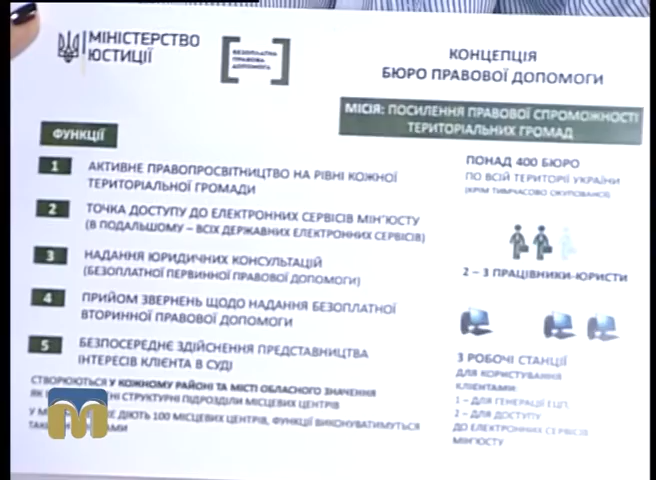 МІНІСТЕРСТВО
ЮСТИЦІЇ
БЕЗОПЛАТНА
ПРАВОВА
ДОПОМОГА
КОНЦЕПЦІЯ
БЮРО ПРАВОВОЇ ДОПОМОГИ
МІСІЯ: ПОСИЛЕННЯ ПРАВОВОЇ СПРОМОЖНОСТІ
ТЕРИТОРІАЛЬНИХ ГРОМАД
ФУНКЦІЇ
1 АКТИВНЕ ПРАВОПРОСВІТНИЦТВО НА РІВНІ КОЖНОЇ
ТЕРИТОРІАЛЬНОЇ ГРОМАДИ
2 ТОЧКА ДОСТУПУ ДО ЕЛЕКТРОННИХ СЕРВІСІВ МІН'ЮСТУ
(В ПОДАЛЬШОМУ – ВСІХ ДЕРЖАВНИХ ЕЛЕКТРОННИХ СЕРВІСІВ)
3 НАДАННЯ ЮРИДИЧНИХ КОНСУЛЬТАЦІЙ
(БЕЗОПЛАТНОЇ ПЕРВИННОЇ ПРАВОВОЇ ДОПОМОГИ)
4 ПРИЙОМ ЗВЕРНЕНЬ ЩОДО НАДАННЯ БЕЗОПЛАТНОЇ
ВТОРИННОЇ ПРАВОВОЇ ДОПОМОГИ
5 БЕЗПОСЕРЕДНЄ ЗДІЙСНЕННЯ ПРЕДСТАВНИЦТВА
ІНТЕРЕСІВ КЛІЄНТА В СУДІ
СТВОРЮЮТЬСЯ У КОЖНОМУ РАЙОНІ ТА МІСТІ ОБЛАСНОГО ЗНАЧЕННЯ
ЯК СТРУКТУРНІ ПІДРОЗДІЛИ МІСЦЕВИХ ЦЕНТРІВ
У ДІЮТЬ 100 МІСЦЕВИХ ЦЕНТРІВ, ФУНКЦІЇ ВИКОНУВАТИМУТЬСЯ
ПОНАД 400 БЮРО
ПО ВСІЙ ТЕРИТОРІЇ УКРАЇНИ
(КРІМ ТИМЧАСОВО ОКУПОВАНОЇ)
2 – 3 ПРАЦІВНИКИ-ЮРИСТИ
3 РОБОЧІ СТАНЦІЇ
ДЛЯ КОРИСТУВАННЯ
КЛІЄНТАМИ:
1 – ДЛЯ ГЕНЕРАЦІЇ ЕЦП
2 – ДЛЯ ДОСТУПУ
ДО ЕЛЕКТРОННИХ СЕРВІСІВ
МІН'ЮСТУ